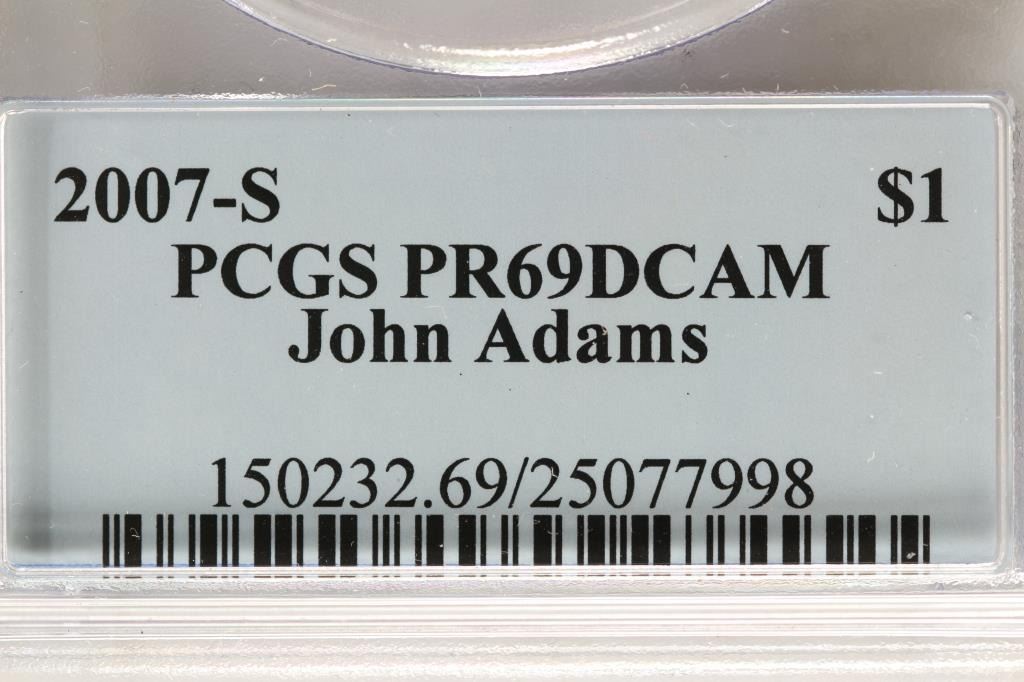 2007-S $1
PCGS PR69DCAM
John Adams
150232.69/25077998